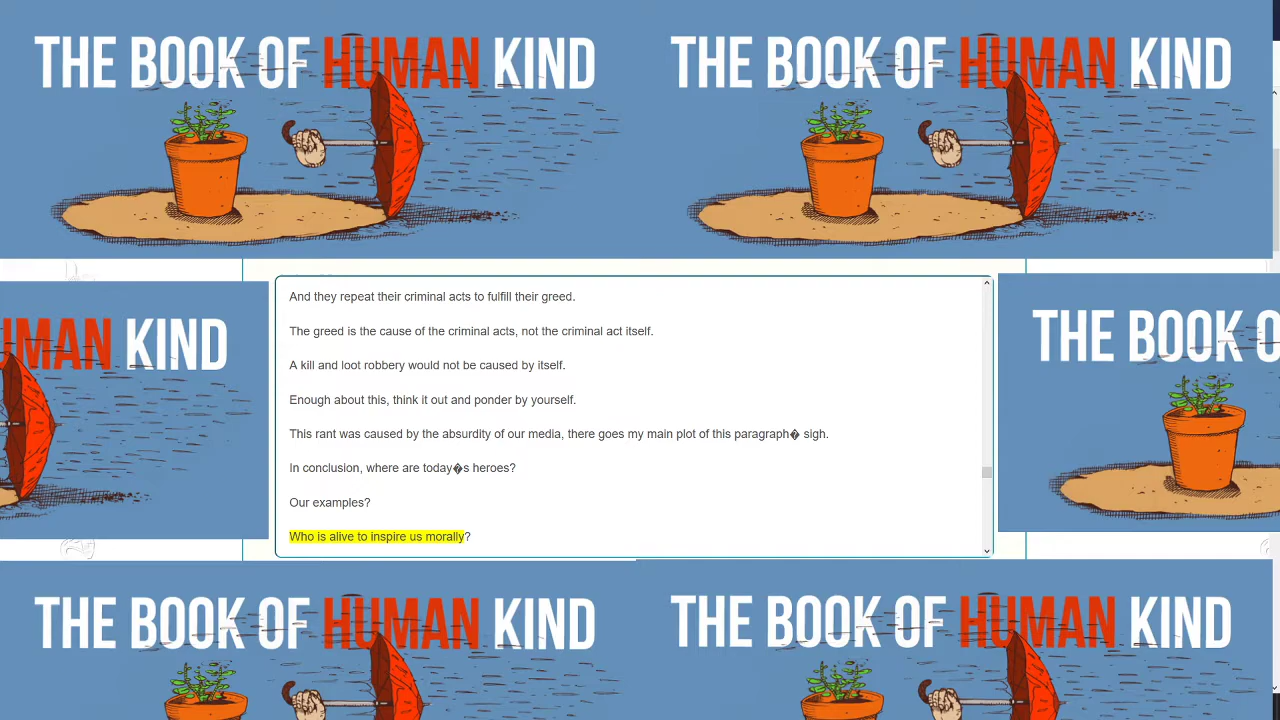 THE BOOK OF HUMAN KIND
THE BOOK OF HUMAN KIND
And they repeat their criminal acts to fulfill their greed.
The greed is the cause of the criminal acts, not the criminal act itself.
A kill and loot robbery would not be caused by itself.
Enough about this, think it out and ponder by yourself.
This rant was caused by the absurdity of our media, there goes my main plot of this paragraph� sigh.
In conclusion, where are today�s heroes?
Our examples?
Who is alive to inspire us morally?
UMAN KIND
THE BOOK O
THE BOOK OF HUMAN KIND
THE BOOK OF HUMAN KIND